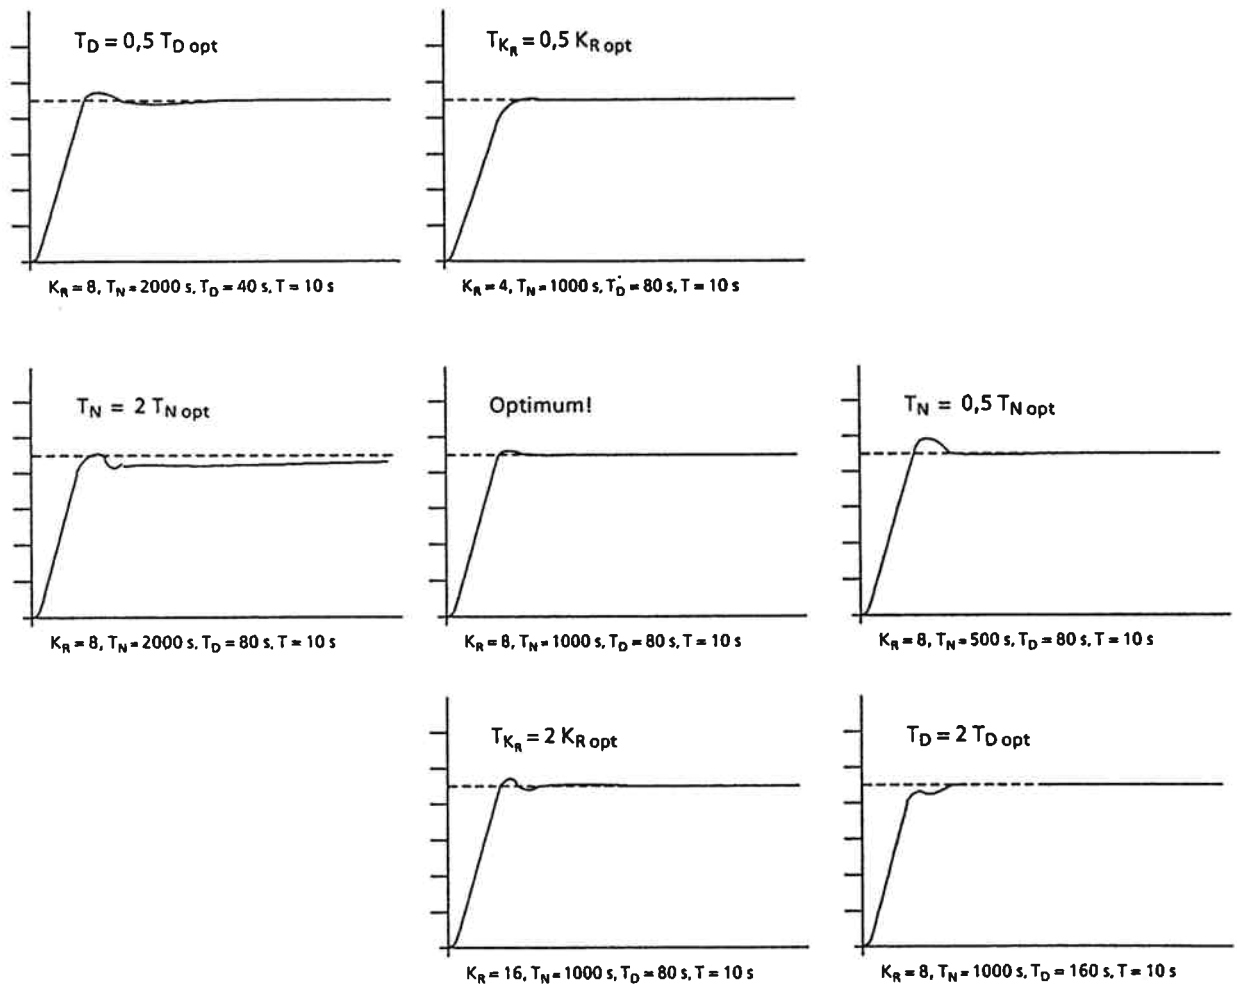 T_D = 0,5 T_D opt
T_K_R = 0,5 K_R opt
K_R = 8, T_N = 2000 s, T_D = 40 s, T = 10 s
K_R = 4, T_N = 1000 s, T_D = 80 s, T = 10 s
T_N = 2 T_N opt
Optimum!
T_N = 0,5 T_N opt
K_R = 8, T_N = 2000 s, T_D = 80 s, T = 10 s
K_R = 8, T_N = 1000 s, T_D = 80 s, T = 10 s
K_R = 8, T_N = 500 s, T_D = 80 s, T = 10 s
T_K_R = 2 K_R opt
T_D = 2 T_D opt
K_R = 16, T_N = 1000 s, T_D = 80 s, T = 10 s
K_R = 8, T_N = 1000 s, T_D = 160 s, T = 10 s